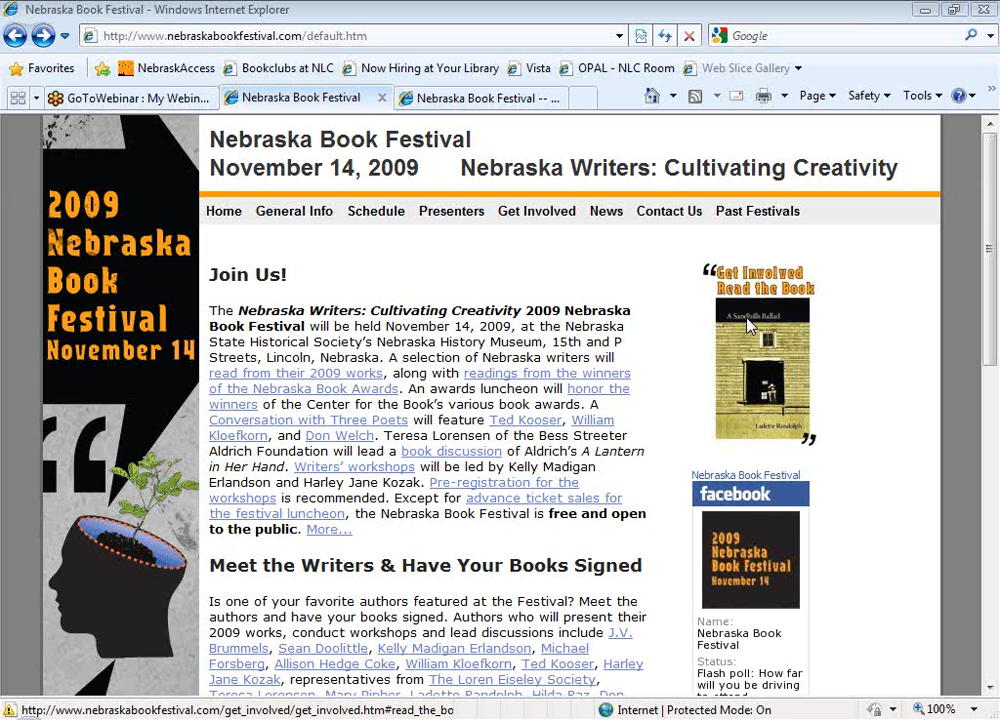 Nebraska Book Festival - Windows Internet Explorer
http://www.nebraskabookfestival.com/default.htm
Google
Favorites NebraskAccess Bookclubs at NLC Now Hiring at Your Library Vista OPAL - NLC Room Web Slice Gallery
GoToWebinar : My Webin... Nebraska Book Festival Nebraska Book Festival -- ... Page Safety Tools
2009
Nebraska
Book
Festival
November 14
Nebraska Book Festival
November 14, 2009 Nebraska Writers: Cultivating Creativity
Home General Info Schedule Presenters Get Involved News Contact Us Past Festivals
Join Us!
The Nebraska Writers: Cultivating Creativity 2009 Nebraska
Book Festival will be held November 14, 2009, at the Nebraska
State Historical Society's Nebraska History Museum, 15th and P
Streets, Lincoln, Nebraska. A selection of Nebraska writers will
read from their 2009 works, along with readings from the winners
of the Nebraska Book Awards. An awards luncheon will honor the
winners of the Center for the Book's various book awards. A
Conversation with Three Poets will feature Ted Kooser, William
Kloefkorn, and Don Welch. Teresa Lorensen of the Bess Streeter
Aldrich Foundation will lead a book discussion of Aldrich's A Lantern
in Her Hand. Writers' workshops will be led by Kelly Madigan
Erlandson and Harley Jane Kozak. Pre-registration for the
workshops is recommended. Except for advance ticket sales for
the festival luncheon, the Nebraska Book Festival is free and open
to the public. More...
Meet the Writers & Have Your Books Signed
Is one of your favorite authors featured at the Festival? Meet the
authors and have your books signed. Authors who will present their
2009 works, conduct workshops and lead discussions include J.V.
Brummels, Sean Doolittle, Kelly Madigan Erlandson, Michael
Forsberg, Allison Hedge Coke, William Kloefkorn, Ted Kooser, Harley
Jane Kozak, representatives from The Loren Eiseley Society,
Teresa Lorensen, Mary Pipher, Ladette Randolph, Hilda Raz, Don
“Get Involved
Read the Book
A Sandhills Ballad
Ladette Randolph
”
Nebraska Book Festival
facebook
2009
Nebraska
Book Festival
November 14
Name:
Nebraska Book
Festival
Status:
Flash poll: How far
will you be driving
to attend
http://www.nebraskabookfestival.com/get_involved/get_involved.htm#read_the_bo Internet | Protected Mode: On 100%